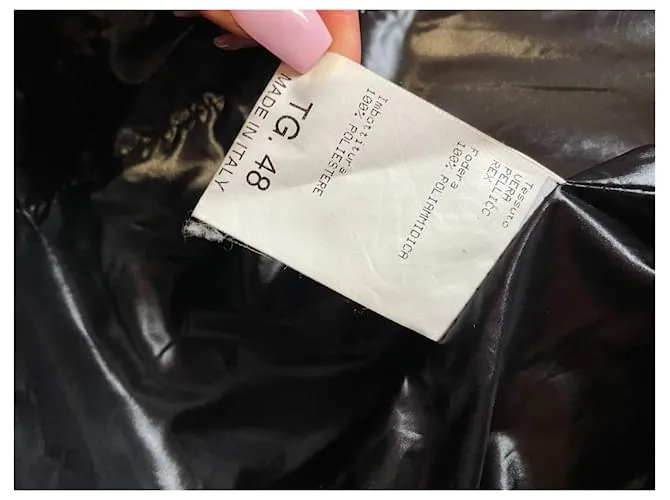 Tessuto
VERA
PELLICC
REX
Fodera
100% POLIAMMIDICA
Imbottitura
100% POLIESTERE
TG. 48
MADE IN ITALY